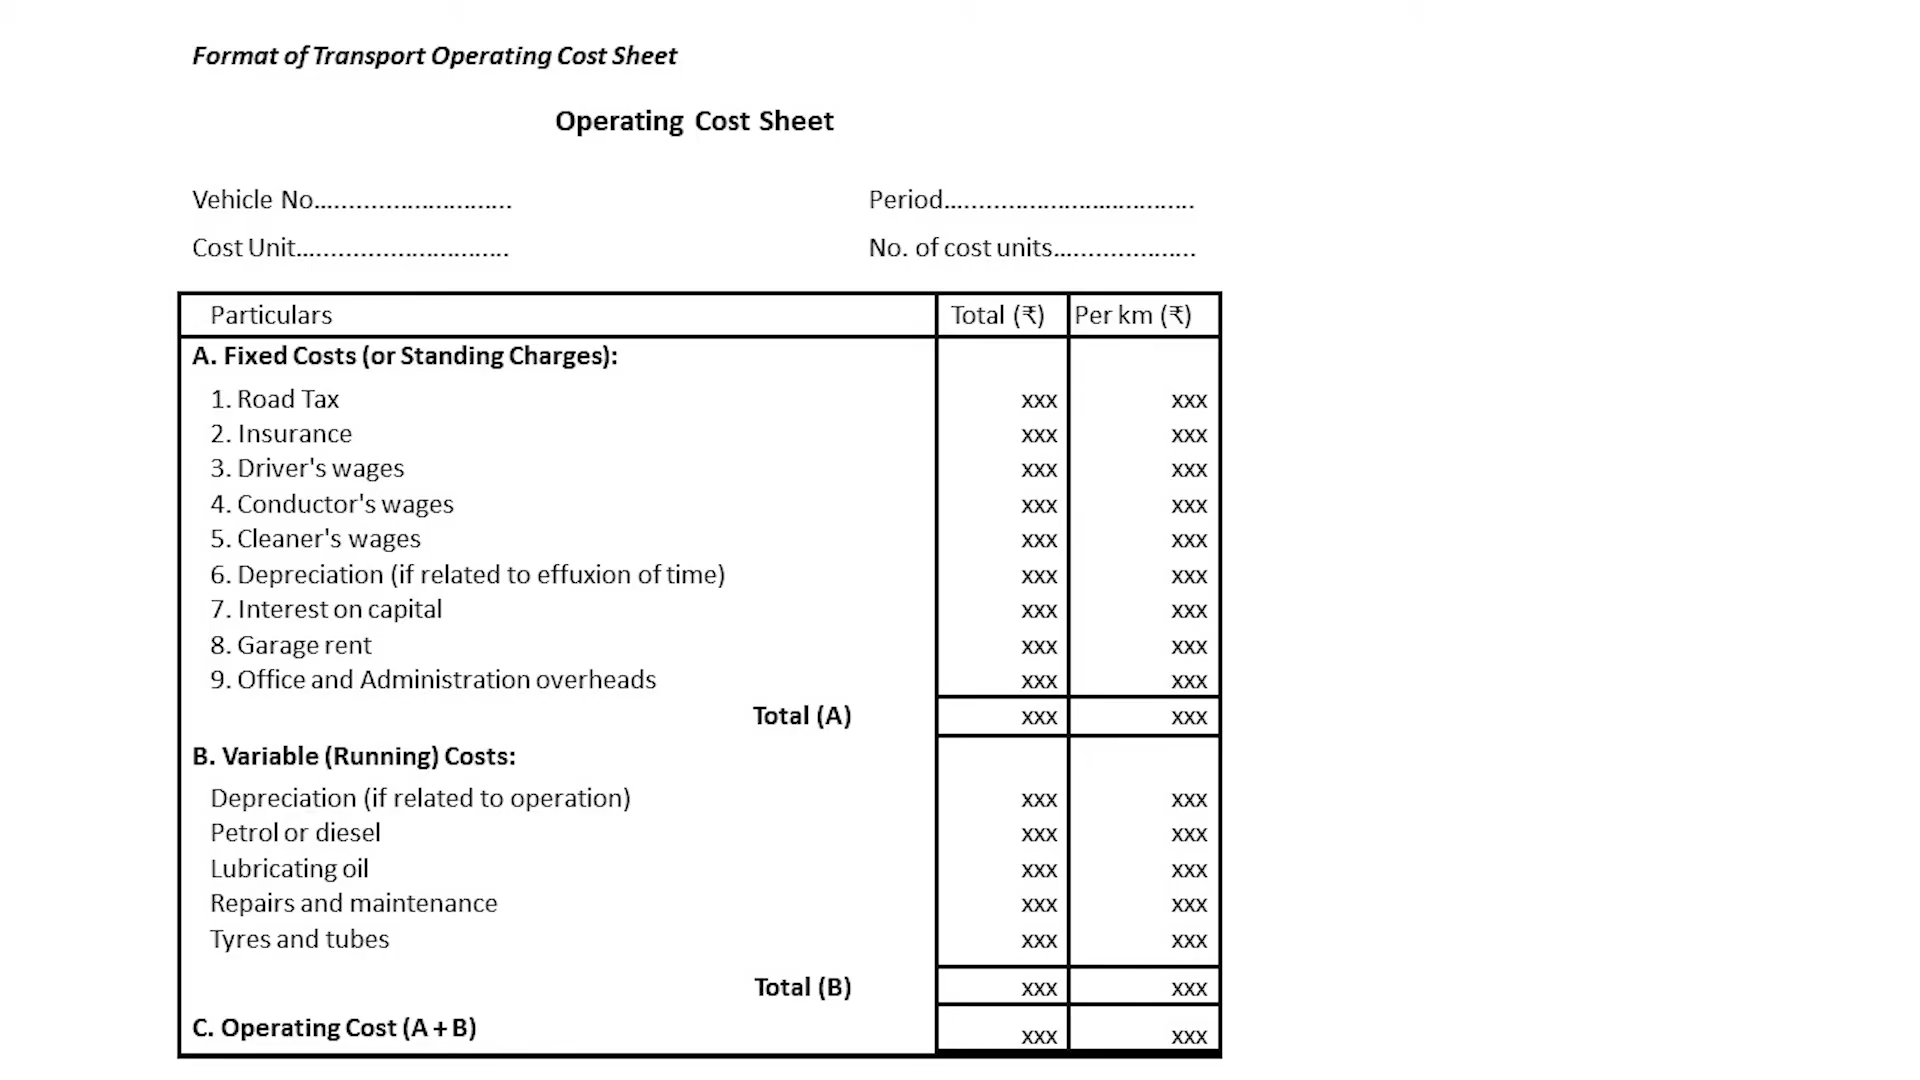 Format of Transport Operating Cost Sheet
Operating Cost Sheet
Vehicle No.............................. Period....................................
Cost Unit............................... No. of cost units.....................
Particulars Total (₹) Per km (₹)
A. Fixed Costs (or Standing Charges):
1. Road Tax xxx xxx
2. Insurance xxx xxx
3. Driver's wages xxx xxx
4. Conductor's wages xxx xxx
5. Cleaner's wages xxx xxx
6. Depreciation (if related to effuxion of time) xxx xxx
7. Interest on capital xxx xxx
8. Garage rent xxx xxx
9. Office and Administration overheads xxx xxx
Total (A) xxx xxx
B. Variable (Running) Costs:
Depreciation (if related to operation) xxx xxx
Petrol or diesel xxx xxx
Lubricating oil xxx xxx
Repairs and maintenance xxx xxx
Tyres and tubes xxx xxx
Total (B) xxx xxx
C. Operating Cost (A + B) xxx xxx